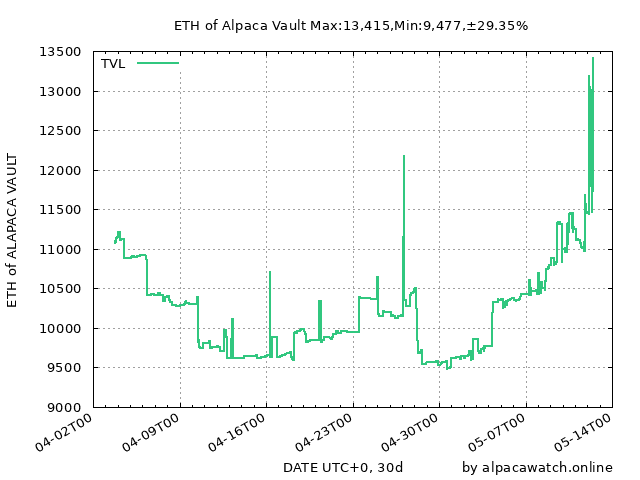 ETH of Alpaca Vault Max:13,415,Min:9,477,±29.35%
TVL
13500
13000
12500
12000
11500
11000
10500
10000
9500
9000
ETH of ALAPACA VAULT
04-02T00
04-09T00
04-16T00
04-23T00
04-30T00
05-07T00
05-14T00
DATE UTC+0, 30d
by alpacawatch.online